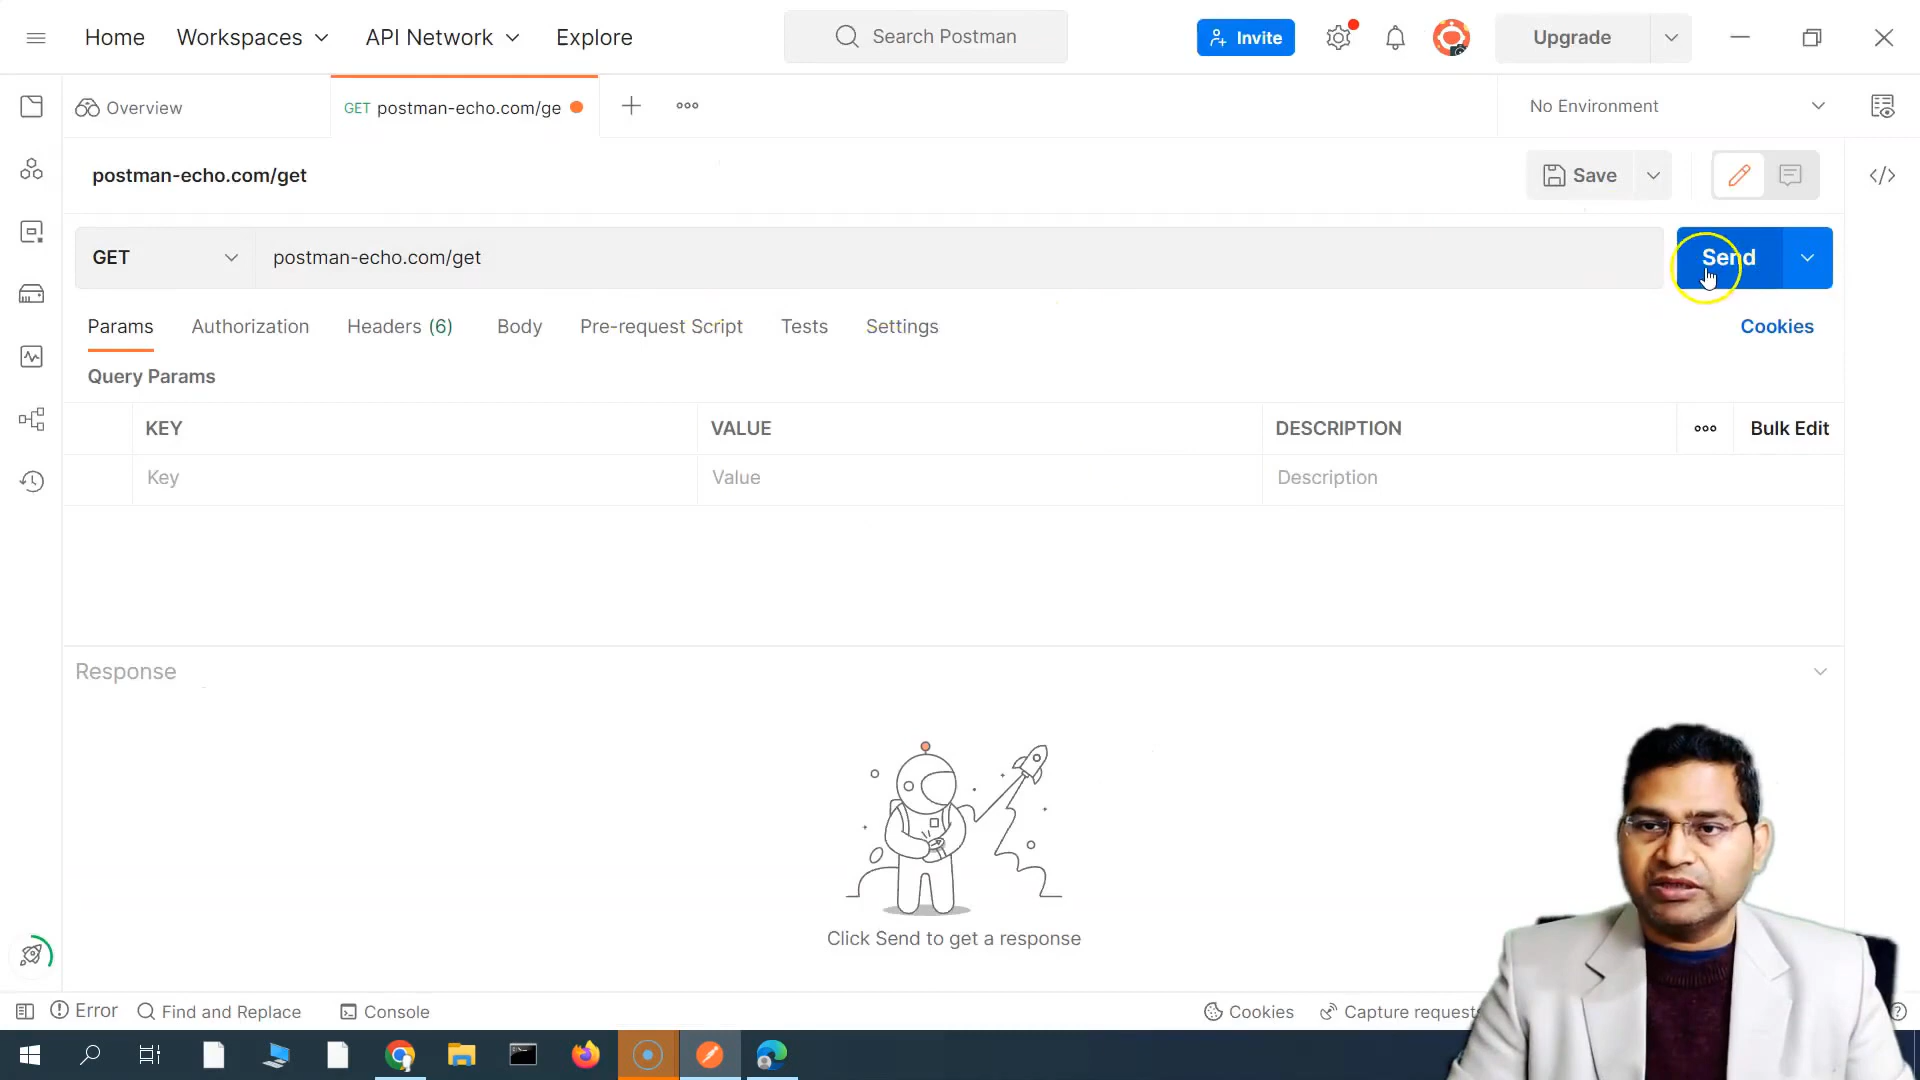 Home Workspaces API Network Explore Search Postman Invite Upgrade
Overview GET postman-echo.com/ge No Environment
postman-echo.com/get Save
GET postman-echo.com/get Send
Params Authorization Headers (6) Body Pre-request Script Tests Settings Cookies
Query Params
KEY VALUE DESCRIPTION Bulk Edit
Key Value Description
Response
Click Send to get a response
Error Find and Replace Console Cookies Capture requests